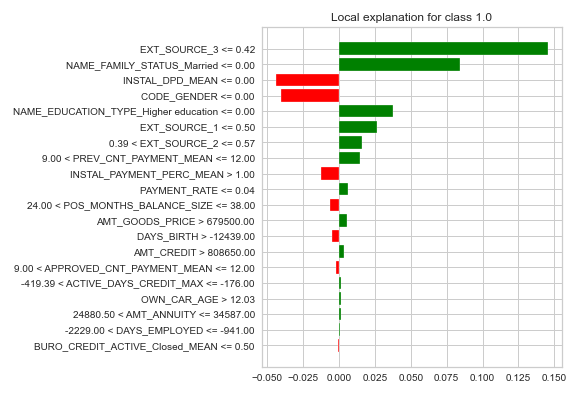 Local explanation for class 1.0
EXT_SOURCE_3 <= 0.42
NAME_FAMILY_STATUS_Married <= 0.00
INSTAL_DPD_MEAN <= 0.00
CODE_GENDER <= 0.00
NAME_EDUCATION_TYPE_Higher education <= 0.00
EXT_SOURCE_1 <= 0.50
0.39 < EXT_SOURCE_2 <= 0.57
9.00 < PREV_CNT_PAYMENT_MEAN <= 12.00
INSTAL_PAYMENT_PERC_MEAN > 1.00
PAYMENT_RATE <= 0.04
24.00 < POS_MONTHS_BALANCE_SIZE <= 38.00
AMT_GOODS_PRICE > 679500.00
DAYS_BIRTH > -12439.00
AMT_CREDIT > 808650.00
9.00 < APPROVED_CNT_PAYMENT_MEAN <= 12.00
-419.39 < ACTIVE_DAYS_CREDIT_MAX <= -176.00
OWN_CAR_AGE > 12.03
24880.50 < AMT_ANNUITY <= 34587.00
-2229.00 < DAYS_EMPLOYED <= -941.00
BURO_CREDIT_ACTIVE_Closed_MEAN <= 0.50
−0.050 −0.025 0.000 0.025 0.050 0.075 0.100 0.125 0.150